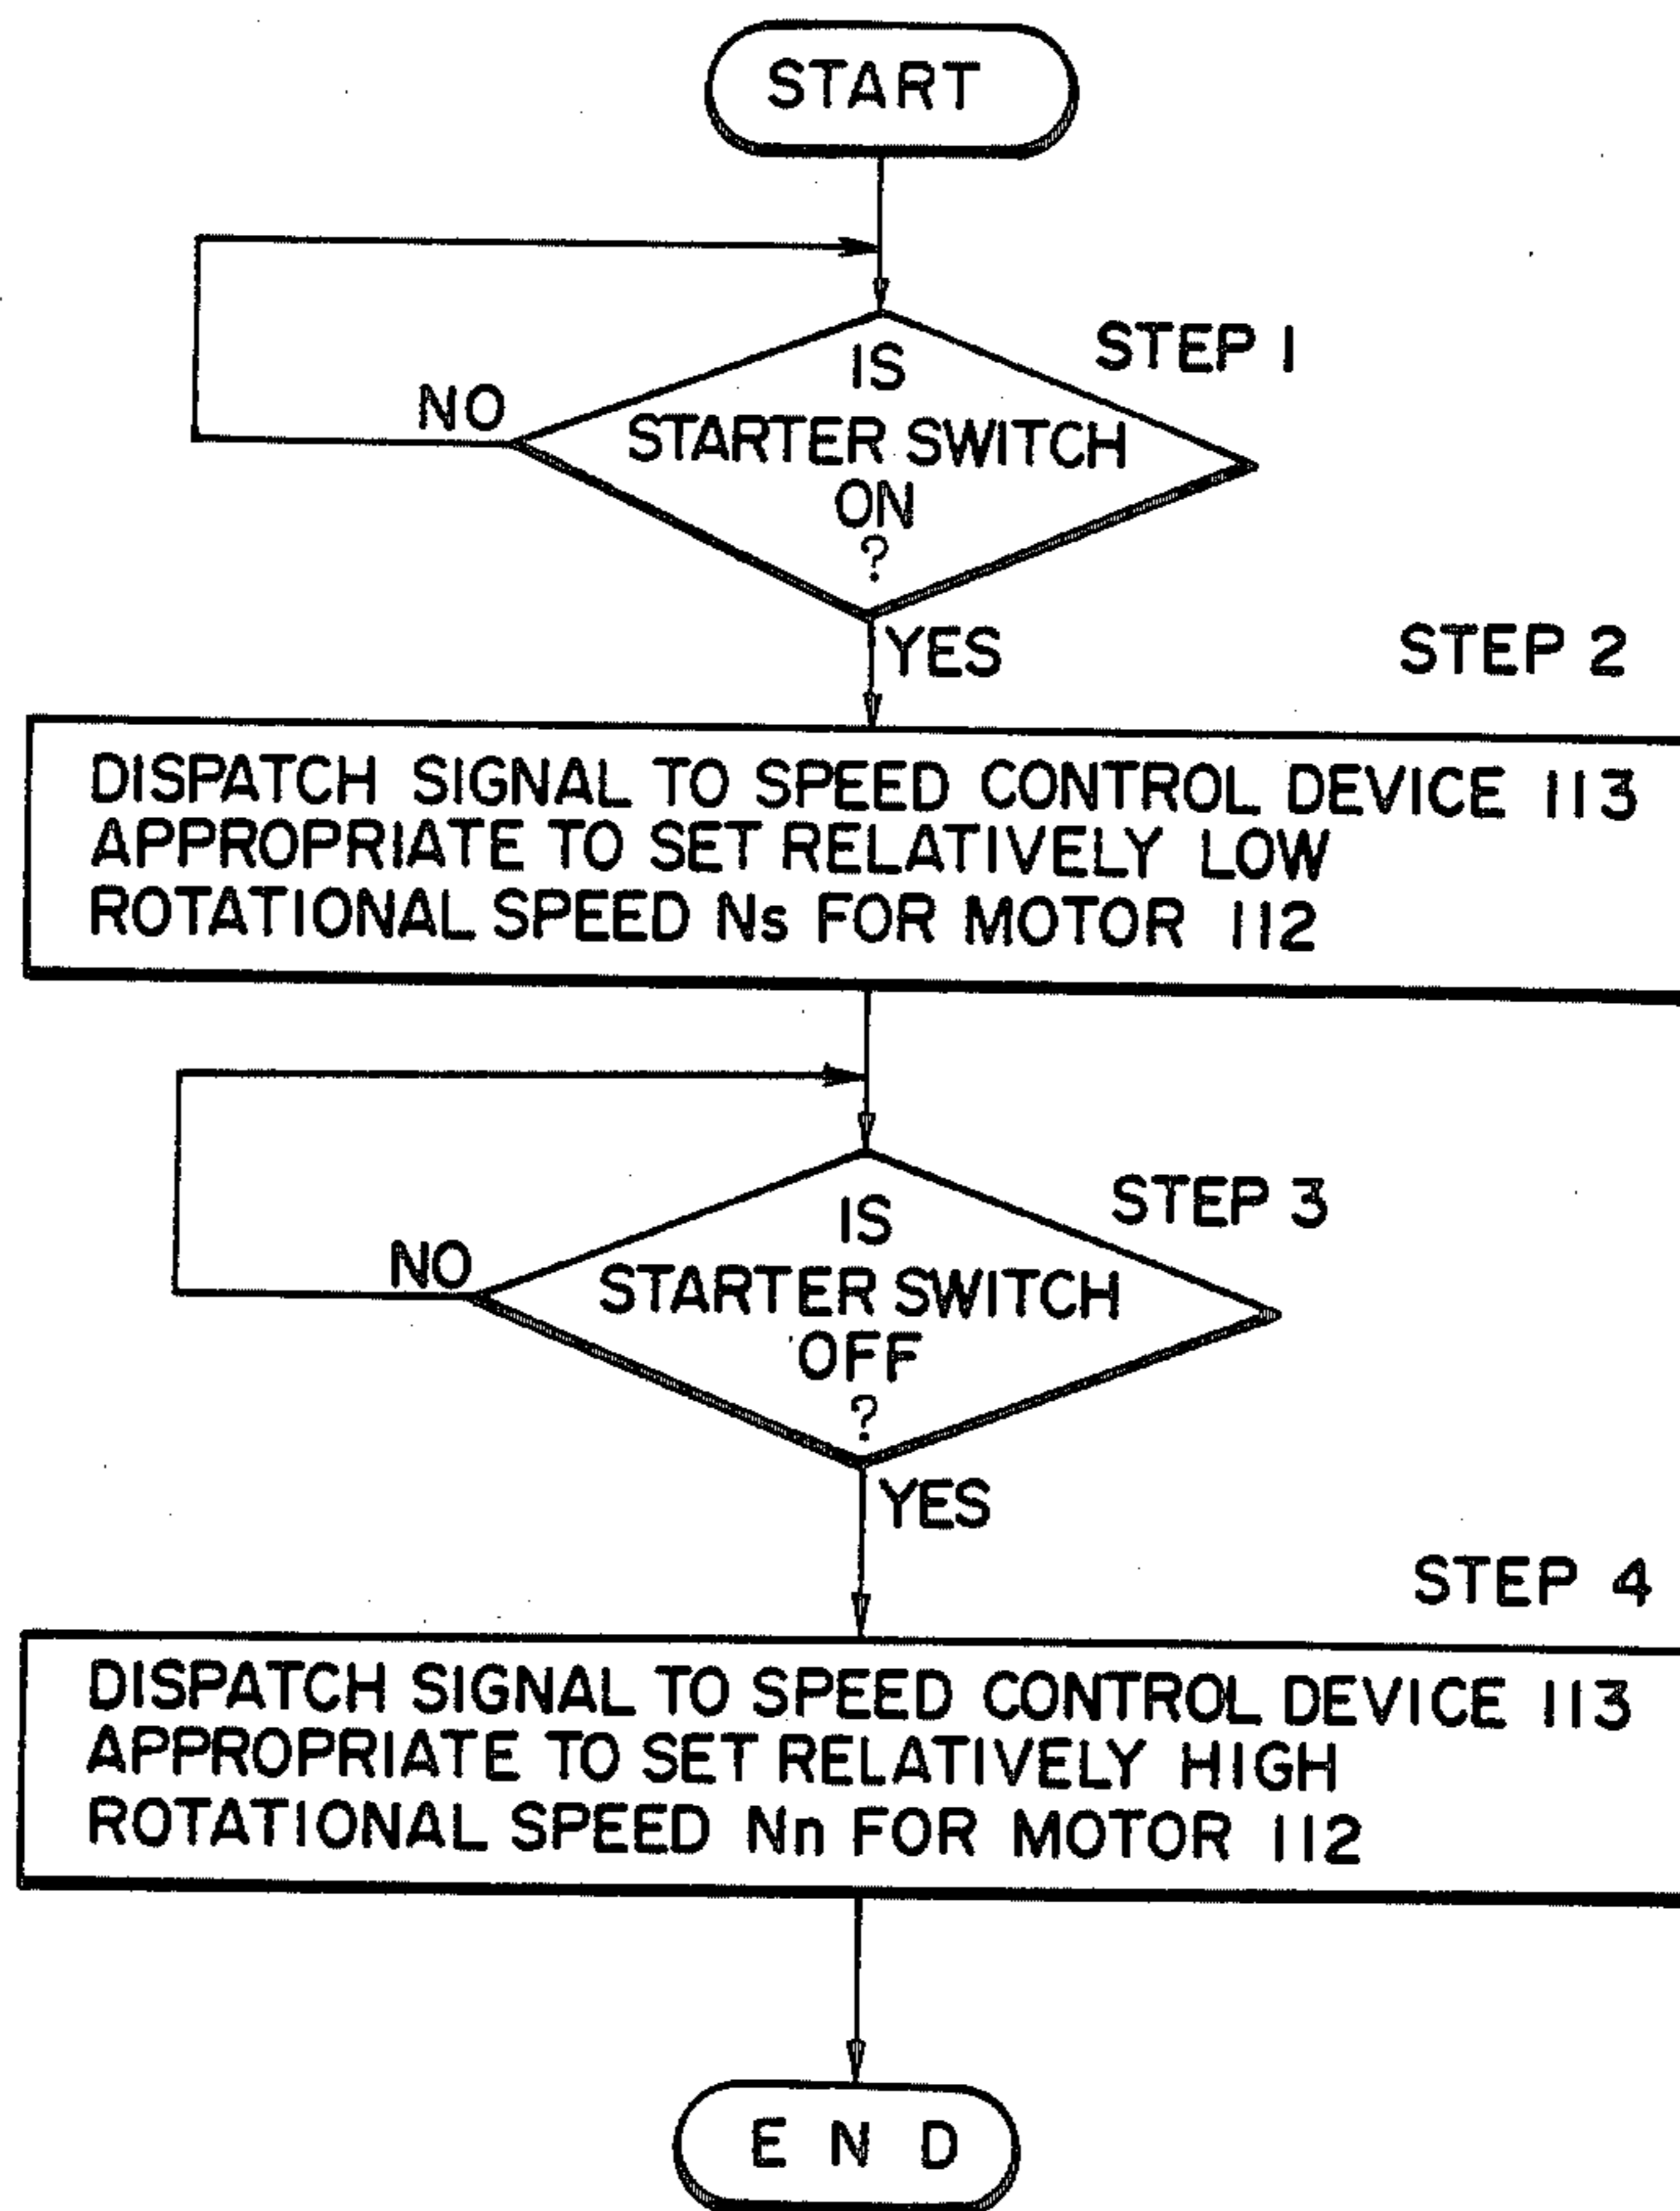 START
STEP 1
IS
NO
STARTER SWITCH
ON
?
YES
STEP 2
DISPATCH SIGNAL TO SPEED CONTROL DEVICE 113
APPROPRIATE TO SET RELATIVELY LOW
ROTATIONAL SPEED Ns FOR MOTOR 112
STEP 3
IS
NO
STARTER SWITCH
OFF
?
YES
STEP 4
DISPATCH SIGNAL TO SPEED CONTROL DEVICE 113
APPROPRIATE TO SET RELATIVELY HIGH
ROTATIONAL SPEED Nn FOR MOTOR 112
END